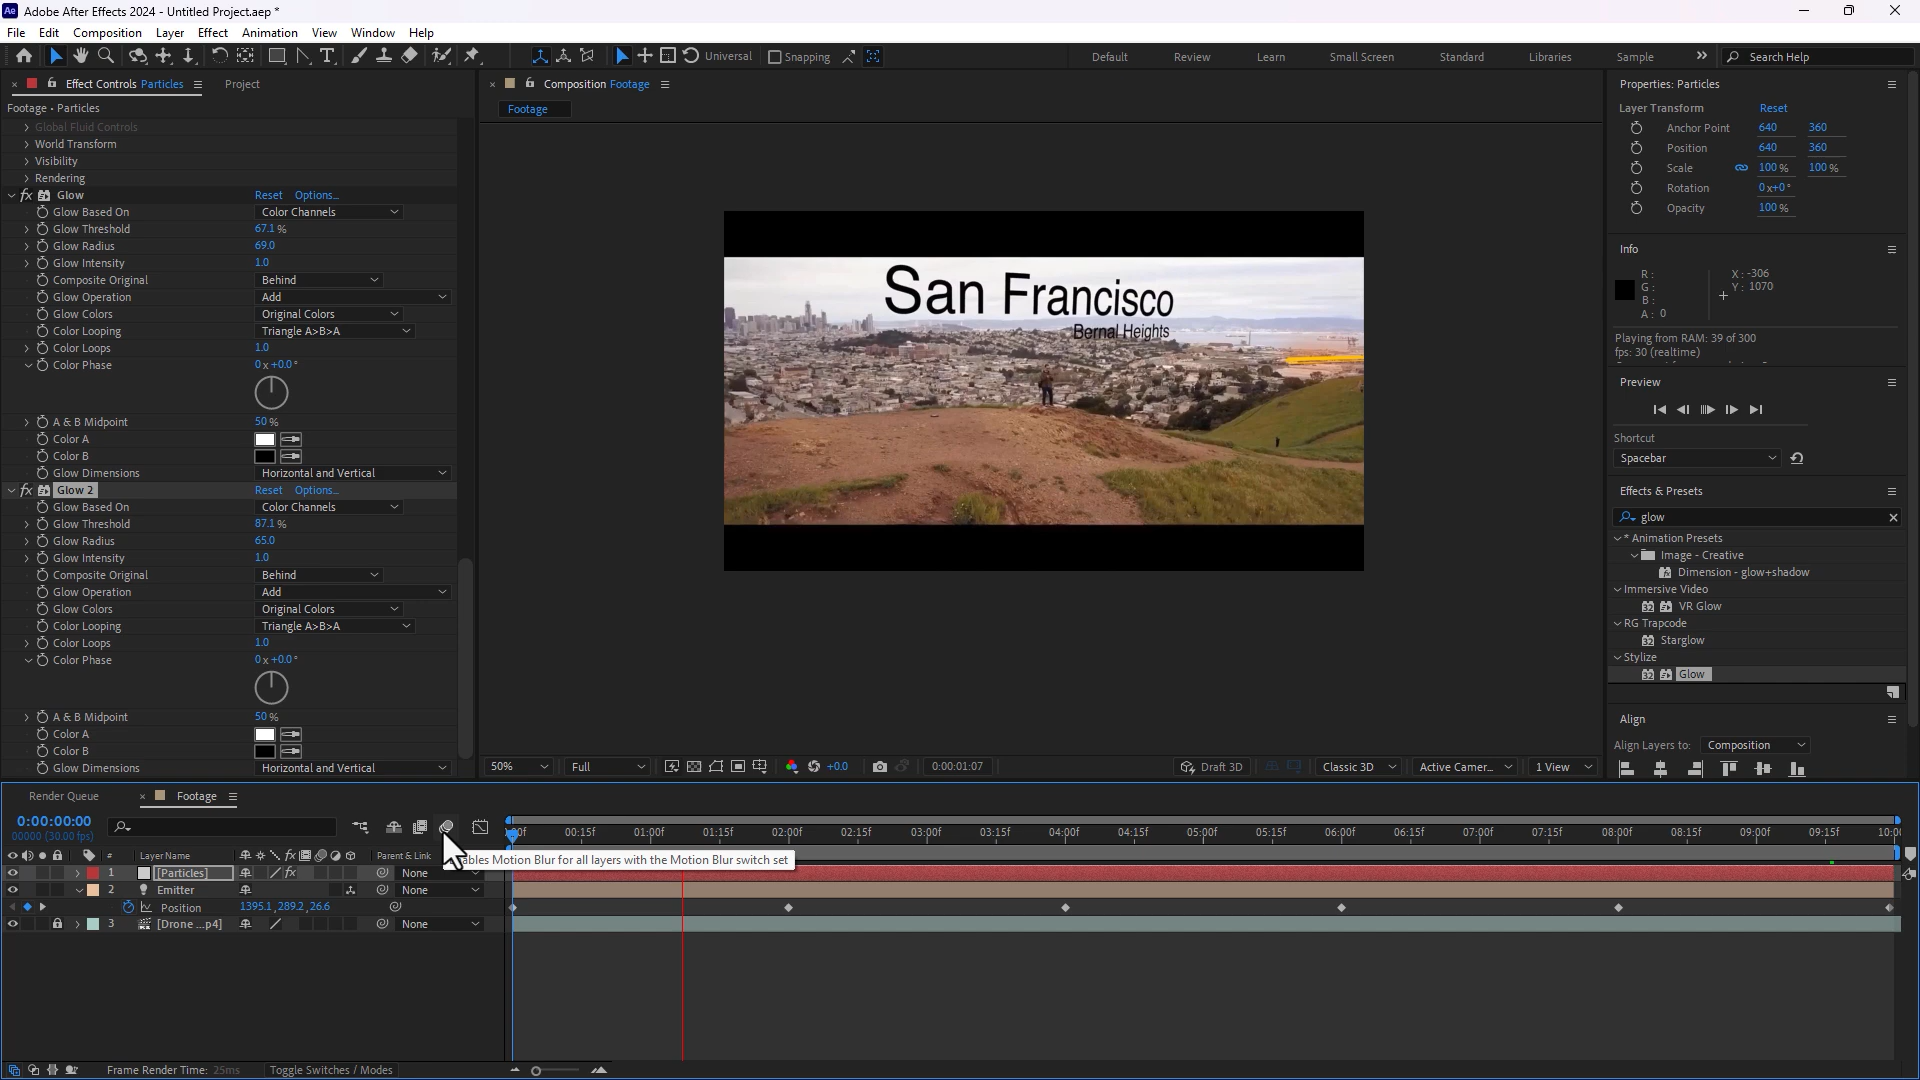 Adobe After Effects 2024 - Untitled Project.aep *
File Edit Composition Layer Effect Animation View Window Help
Universal Snapping Default Review Learn Small Screen Standard Libraries Sample Search Help
Effect Controls Particles Project
Footage • Particles
Global Fluid Controls
World Transform
Visibility
Rendering
fx Glow Reset Options...
Glow Based On Color Channels
Glow Threshold 67.1 %
Glow Radius 69.0
Glow Intensity 1.0
Composite Original Behind
Glow Operation Add
Glow Colors Original Colors
Color Looping Triangle A>B>A
Color Loops 1.0
Color Phase 0 x +0.0 °
A & B Midpoint 50 %
Color A
Color B
Glow Dimensions Horizontal and Vertical
fx Glow 2 Reset Options...
Glow Based On Color Channels
Glow Threshold 87.1 %
Glow Radius 65.0
Glow Intensity 1.0
Composite Original Behind
Glow Operation Add
Glow Colors Original Colors
Color Looping Triangle A>B>A
Color Loops 1.0
Color Phase 0 x +0.0 °
A & B Midpoint 50 %
Color A
Color B
Glow Dimensions Horizontal and Vertical
Composition Footage
Footage
San Francisco
Bernal Heights
50% Full +0.0 0:00:01:07 Draft 3D Classic 3D Active Camer... 1 View
Properties: Particles
Layer Transform Reset
Anchor Point 640 360
Position 640 360
Scale 100 % 100 %
Rotation 0 x+0 °
Opacity 100 %
Info
R :
G :
B :
A : 0
X : -306
Y : 1070
Playing from RAM: 39 of 300
fps: 30 (realtime)
Preview
Shortcut
Spacebar
Effects & Presets
glow
* Animation Presets
Image - Creative
Dimension - glow+shadow
Immersive Video
VR Glow
RG Trapcode
Starglow
Stylize
Glow
Align
Align Layers to: Composition
Render Queue Footage
0:00:00:00
00000 (30.00 fps)
00:15f 01:00f 01:15f 02:00f 02:15f 03:00f 03:15f 04:00f 04:15f 05:00f 05:15f 06:00f 06:15f 07:00f 07:15f 08:00f 08:15f 09:00f 09:15f 10:0
# Layer Name fx Parent & Link
ables Motion Blur for all layers with the Motion Blur switch set
1 [Particles] fx None
2 Emitter None
Position 1395.1, 289.2, 26.6
3 [Drone ...p4] None
Frame Render Time: 25ms Toggle Switches / Modes